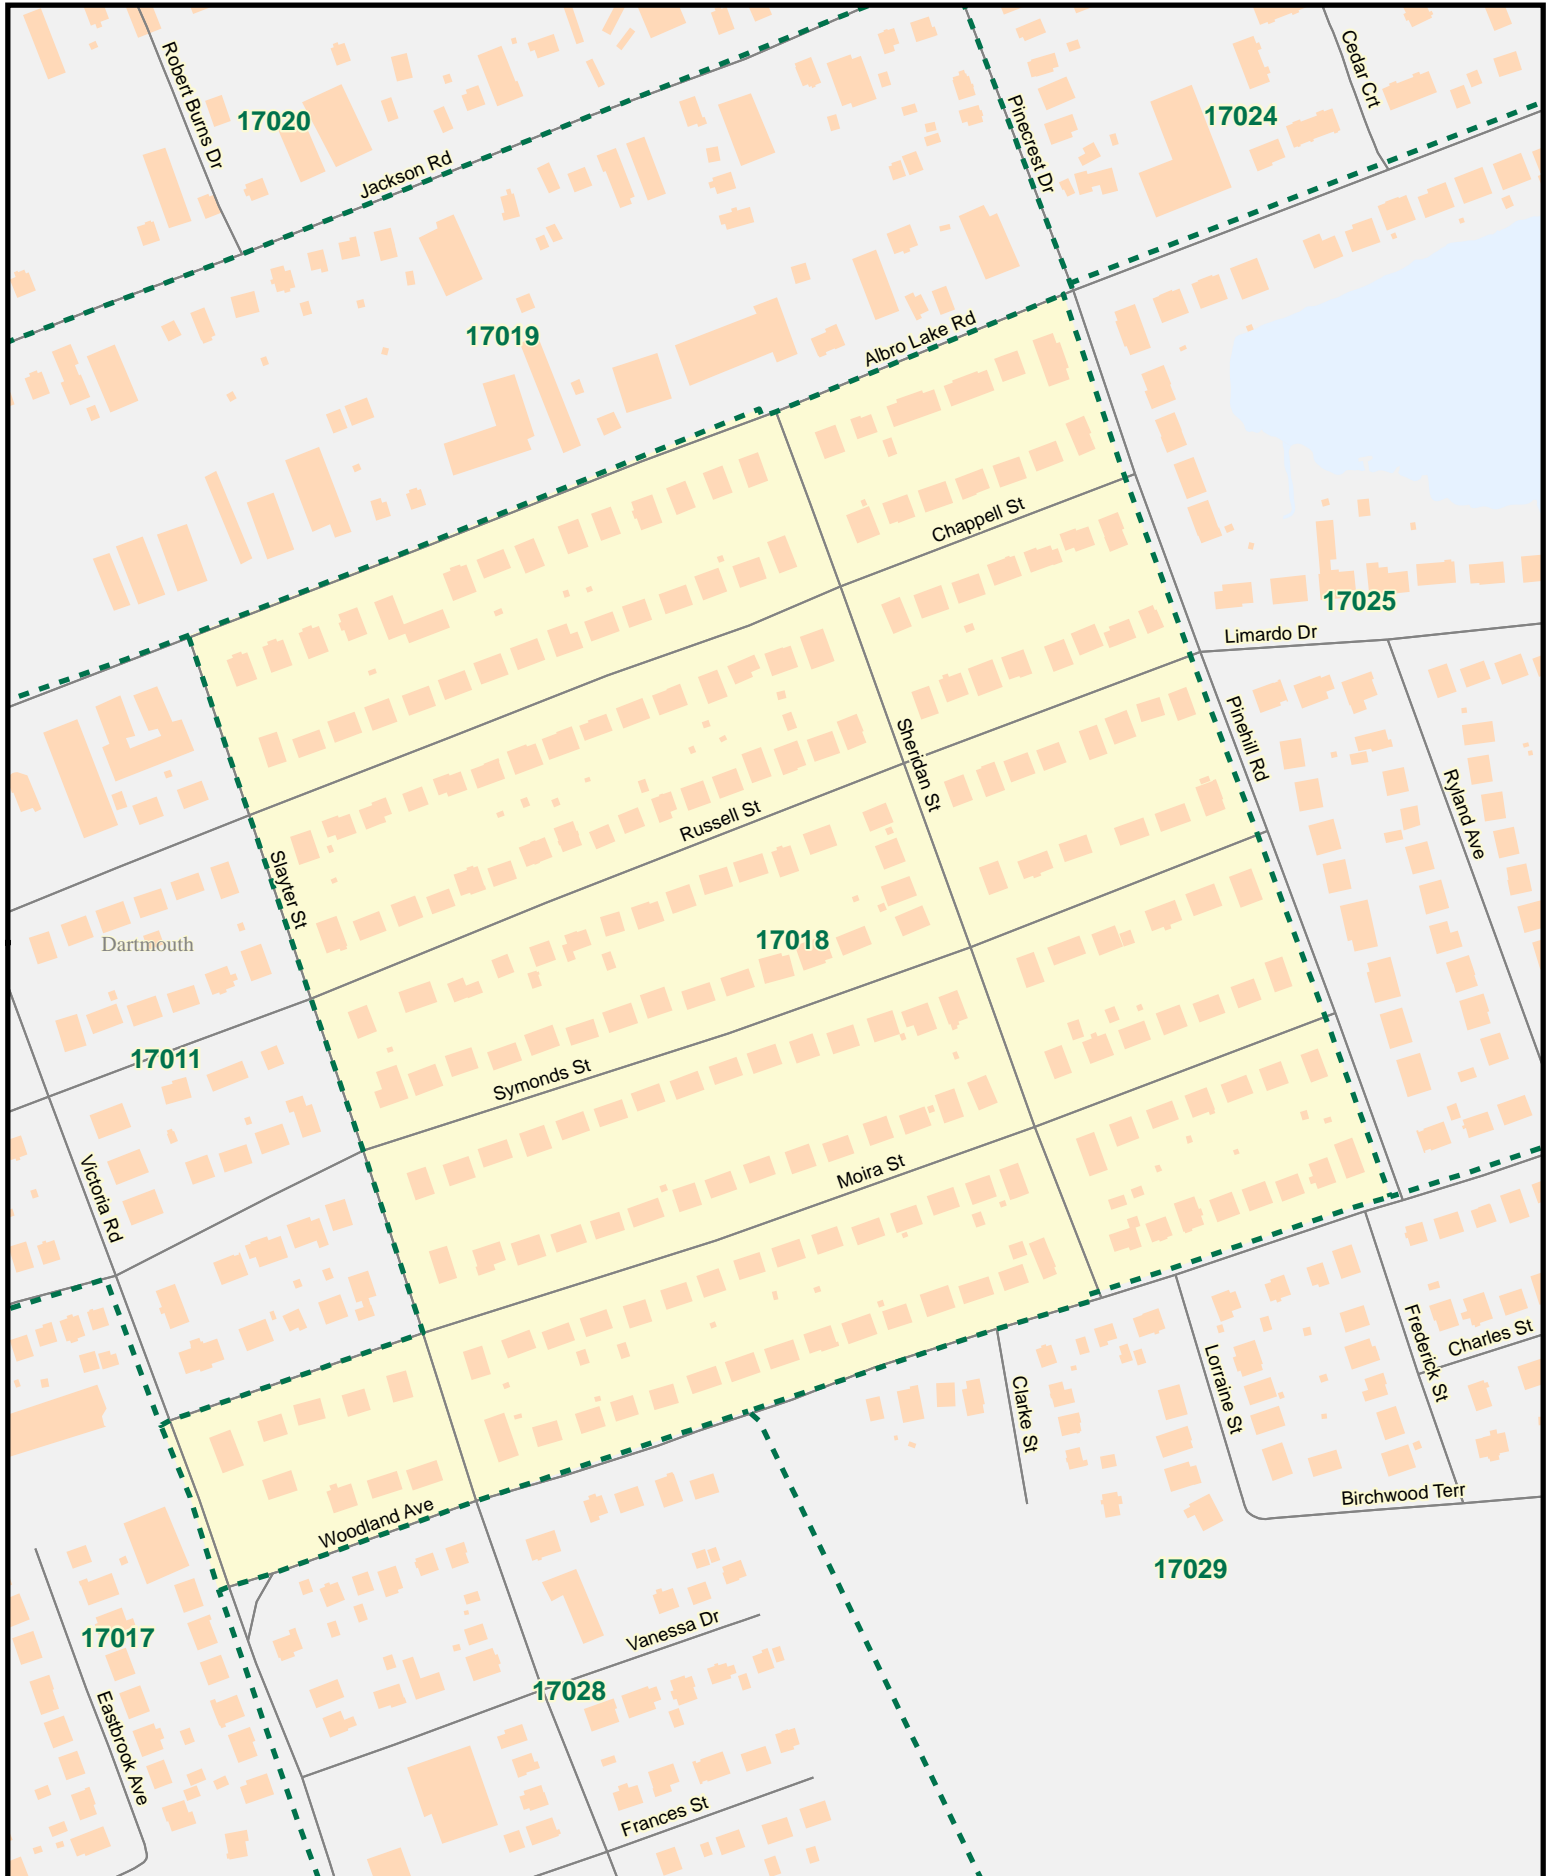 Robert Burns Dr
17020
Jackson Rd
Pinecrest Dr
17024
Cedar Crt
17019
Albro Lake Rd
Chappell St
17025
Limardo Dr
Sheridan St
Pinehill Rd
Ryland Ave
Russell St
Slayter St
Dartmouth
17018
17011
Symonds St
Victoria Rd
Moira St
Lorraine St
Frederick St
Charles St
Clarke St
Birchwood Terr
Woodland Ave
17029
17017
Vanessa Dr
17028
Eastbrook Ave
Frances St